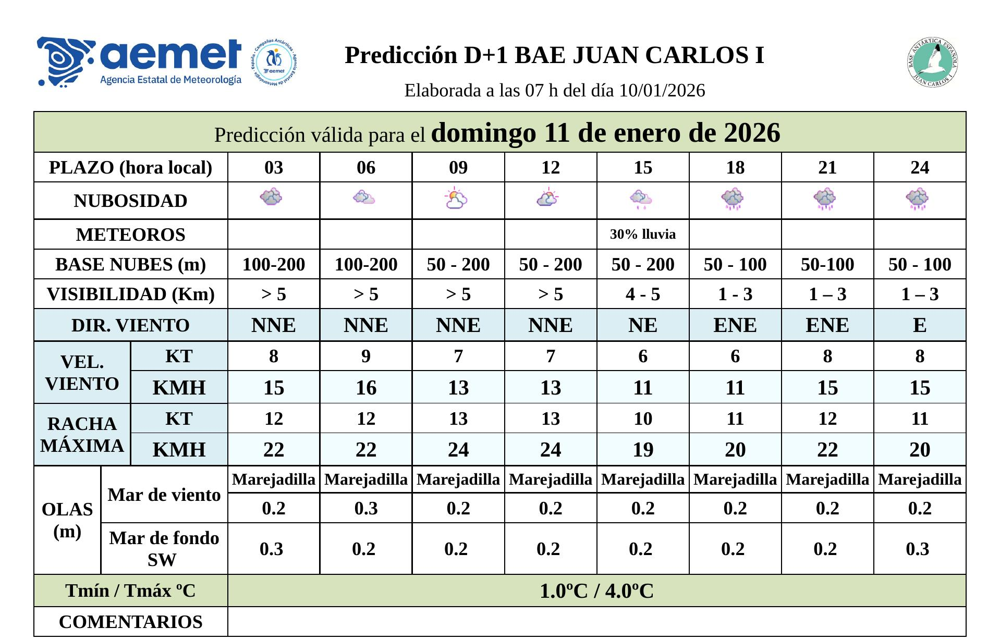 aemet
Agencia Estatal de Meteorología
Campañas Antárticas · Agencia Estatal de Meteorología · España ·
aemet
Predicción D+1 BAE JUAN CARLOS I
Elaborada a las 07 h del día 10/01/2026
BASE ANTÁRTICA ESPAÑOLA
JUAN CARLOS I
Predicción válida para el domingo 11 de enero de 2026
PLAZO (hora local) 03 06 09 12 15 18 21 24
NUBOSIDAD
METEOROS 30% lluvia
BASE NUBES (m) 100-200 100-200 50 - 200 50 - 200 50 - 200 50 - 100 50-100 50 - 100
VISIBILIDAD (Km) > 5 > 5 > 5 > 5 4 - 5 1 - 3 1 – 3 1 – 3
DIR. VIENTO NNE NNE NNE NNE NE ENE ENE E
VEL. VIENTO
KT 8 9 7 7 6 6 8 8
KMH 15 16 13 13 11 11 15 15
RACHA MÁXIMA
KT 12 12 13 13 10 11 12 11
KMH 22 22 24 24 19 20 22 20
OLAS (m)
Mar de viento
Marejadilla Marejadilla Marejadilla Marejadilla Marejadilla Marejadilla Marejadilla Marejadilla
0.2 0.3 0.2 0.2 0.2 0.2 0.2 0.2
Mar de fondo SW
0.3 0.2 0.2 0.2 0.2 0.2 0.2 0.3
Tmín / Tmáx ºC 1.0ºC / 4.0ºC
COMENTARIOS